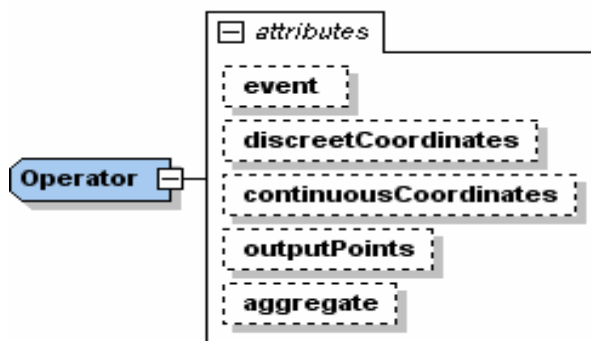 attributes
event
discreetCoordinates
Operator
continuousCoordinates
outputPoints
aggregate